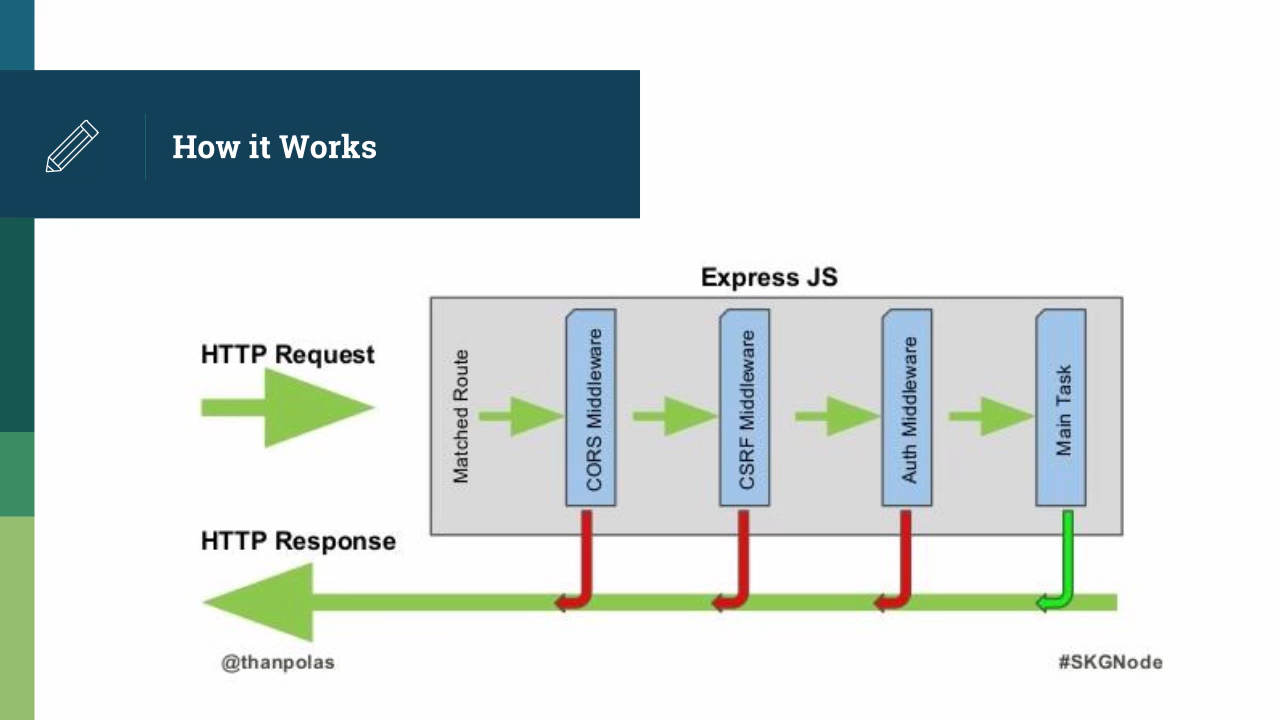 How it Works
Express JS
HTTP Request
Matched Route
CORS Middleware
CSRF Middleware
Auth Middleware
Main Task
HTTP Response
@thanpolas
#SKGNode